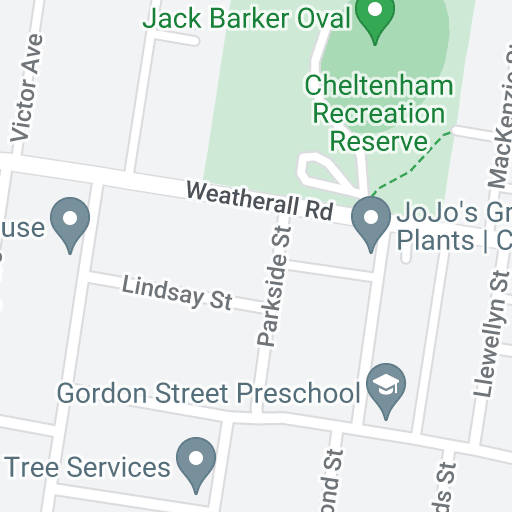 Jack Barker Oval
Victor Ave
Cheltenham
Recreation
Reserve
MacKenzie St
Weatherall Rd
JoJo's Gr
Plants | C
use
Parkside St
Lindsay St
Llewellyn St
Gordon Street Preschool
Tree Services
ond St
ds St